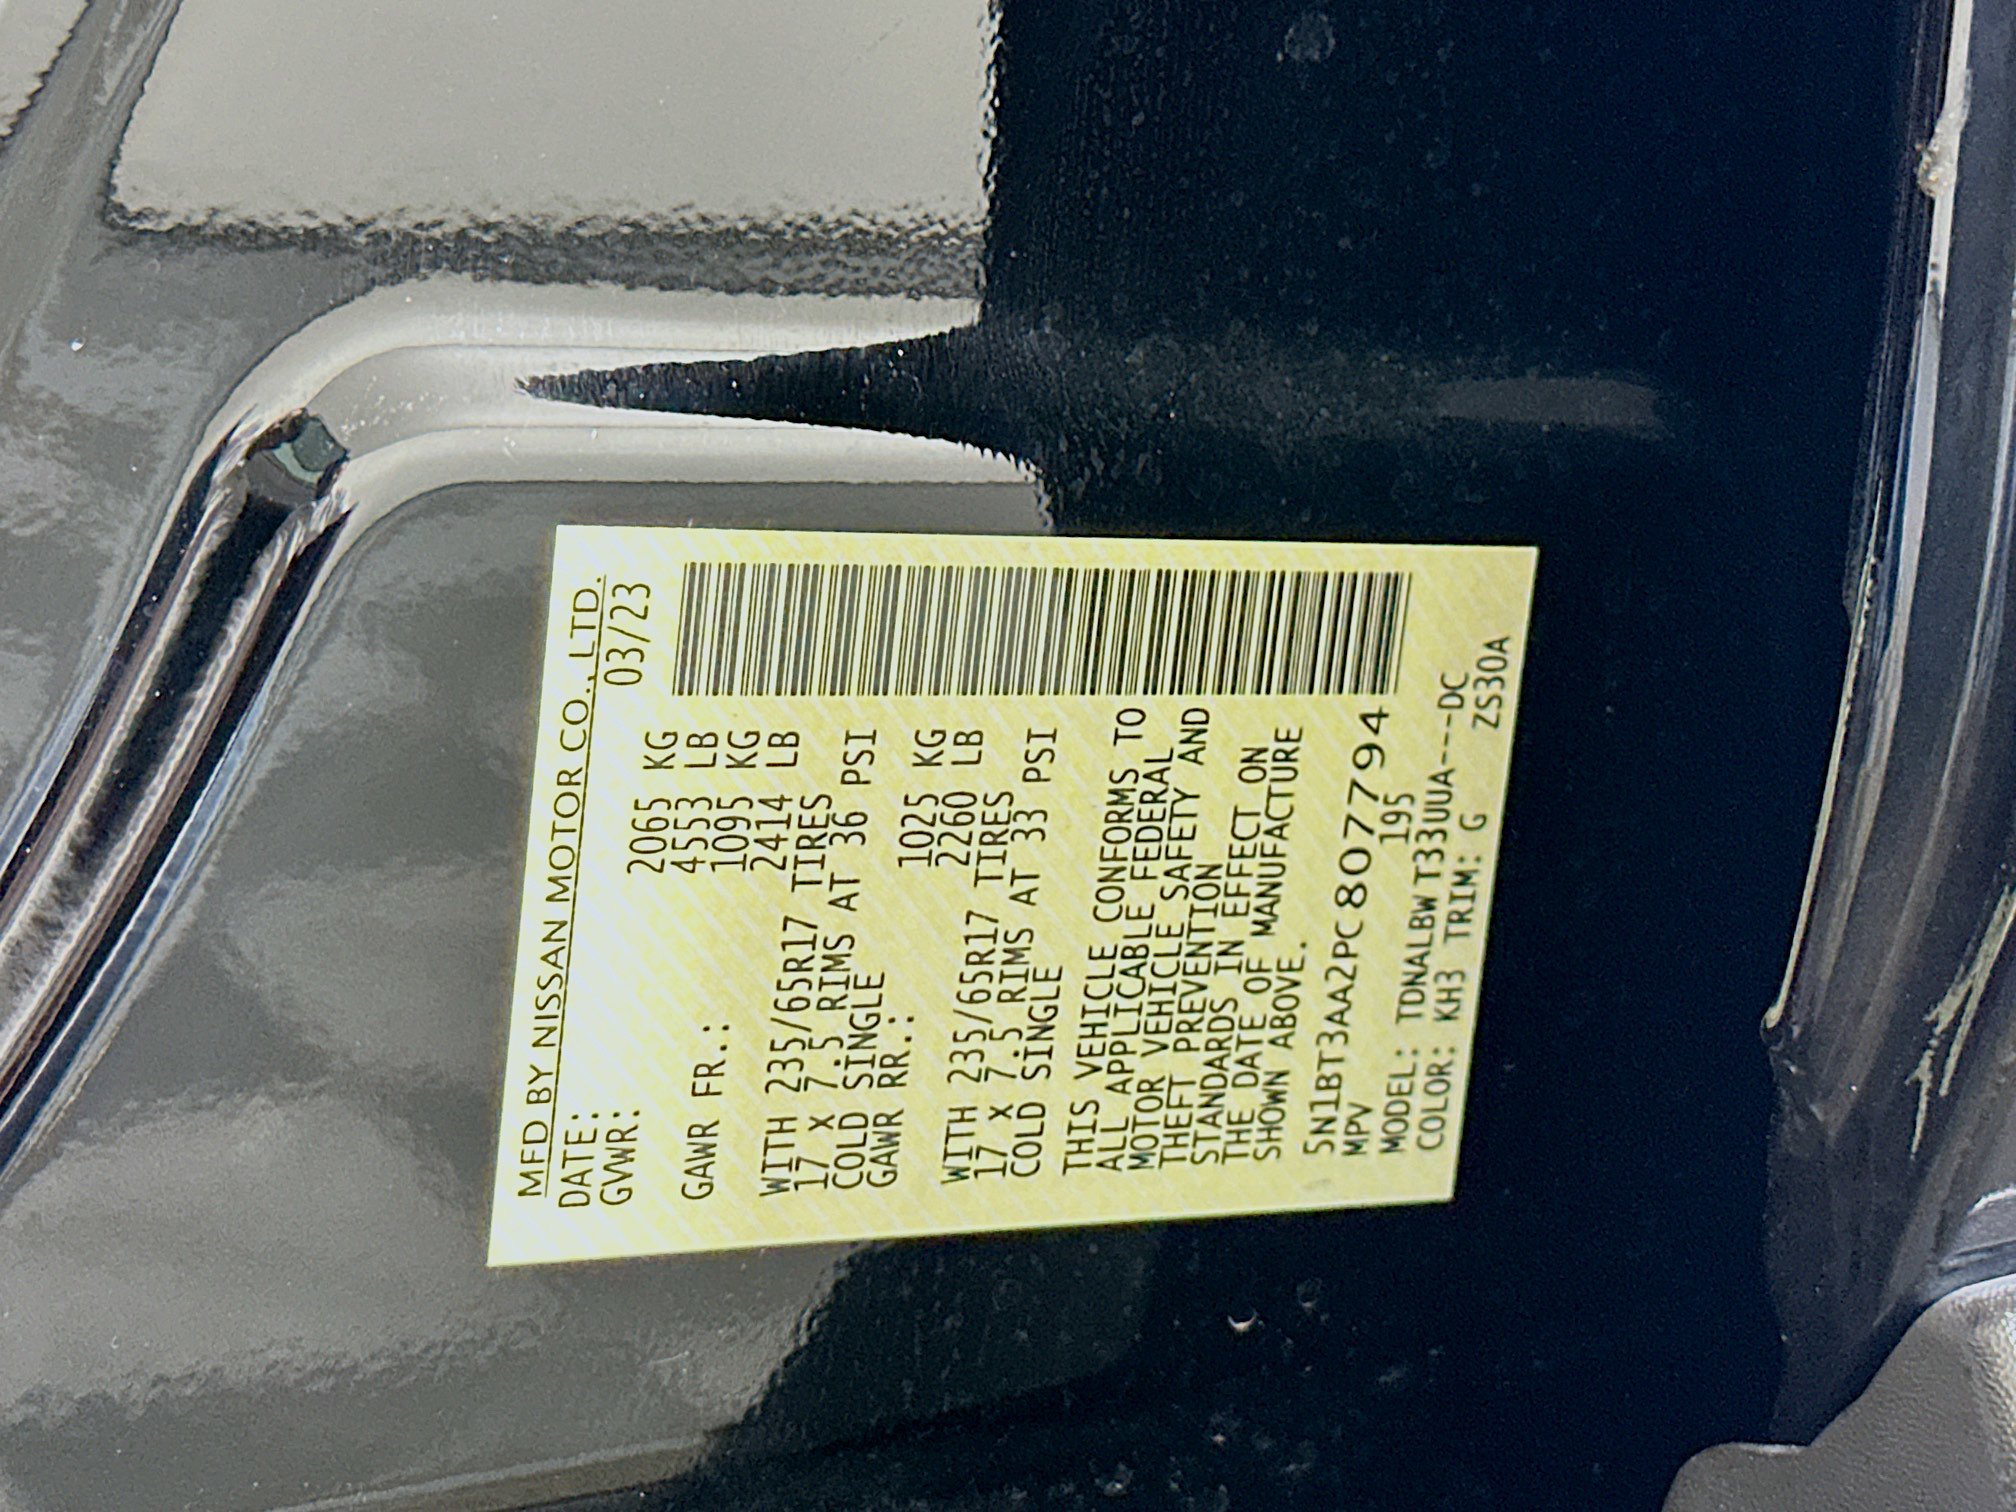 MFD BY NISSAN MOTOR CO., LTD.
DATE: 03/23
GVWR: 2065 KG
4553 LB
GAWR FR.: 1095 KG
2414 LB
WITH 235/65R17 TIRES
17 X 7.5 RIMS AT 36 PSI
COLD SINGLE
GAWR RR.: 1025 KG
2260 LB
WITH 235/65R17 TIRES
17 X 7.5 RIMS AT 33 PSI
COLD SINGLE
THIS VEHICLE CONFORMS TO
ALL APPLICABLE FEDERAL
MOTOR VEHICLE SAFETY AND
THEFT PREVENTION
STANDARDS IN EFFECT ON
THE DATE OF MANUFACTURE
SHOWN ABOVE.
5N1BT3AA2PC807794
MPV 195
MODEL: TDNALBW T33UUA---DC
COLOR: KH3 TRIM: G ZS30A